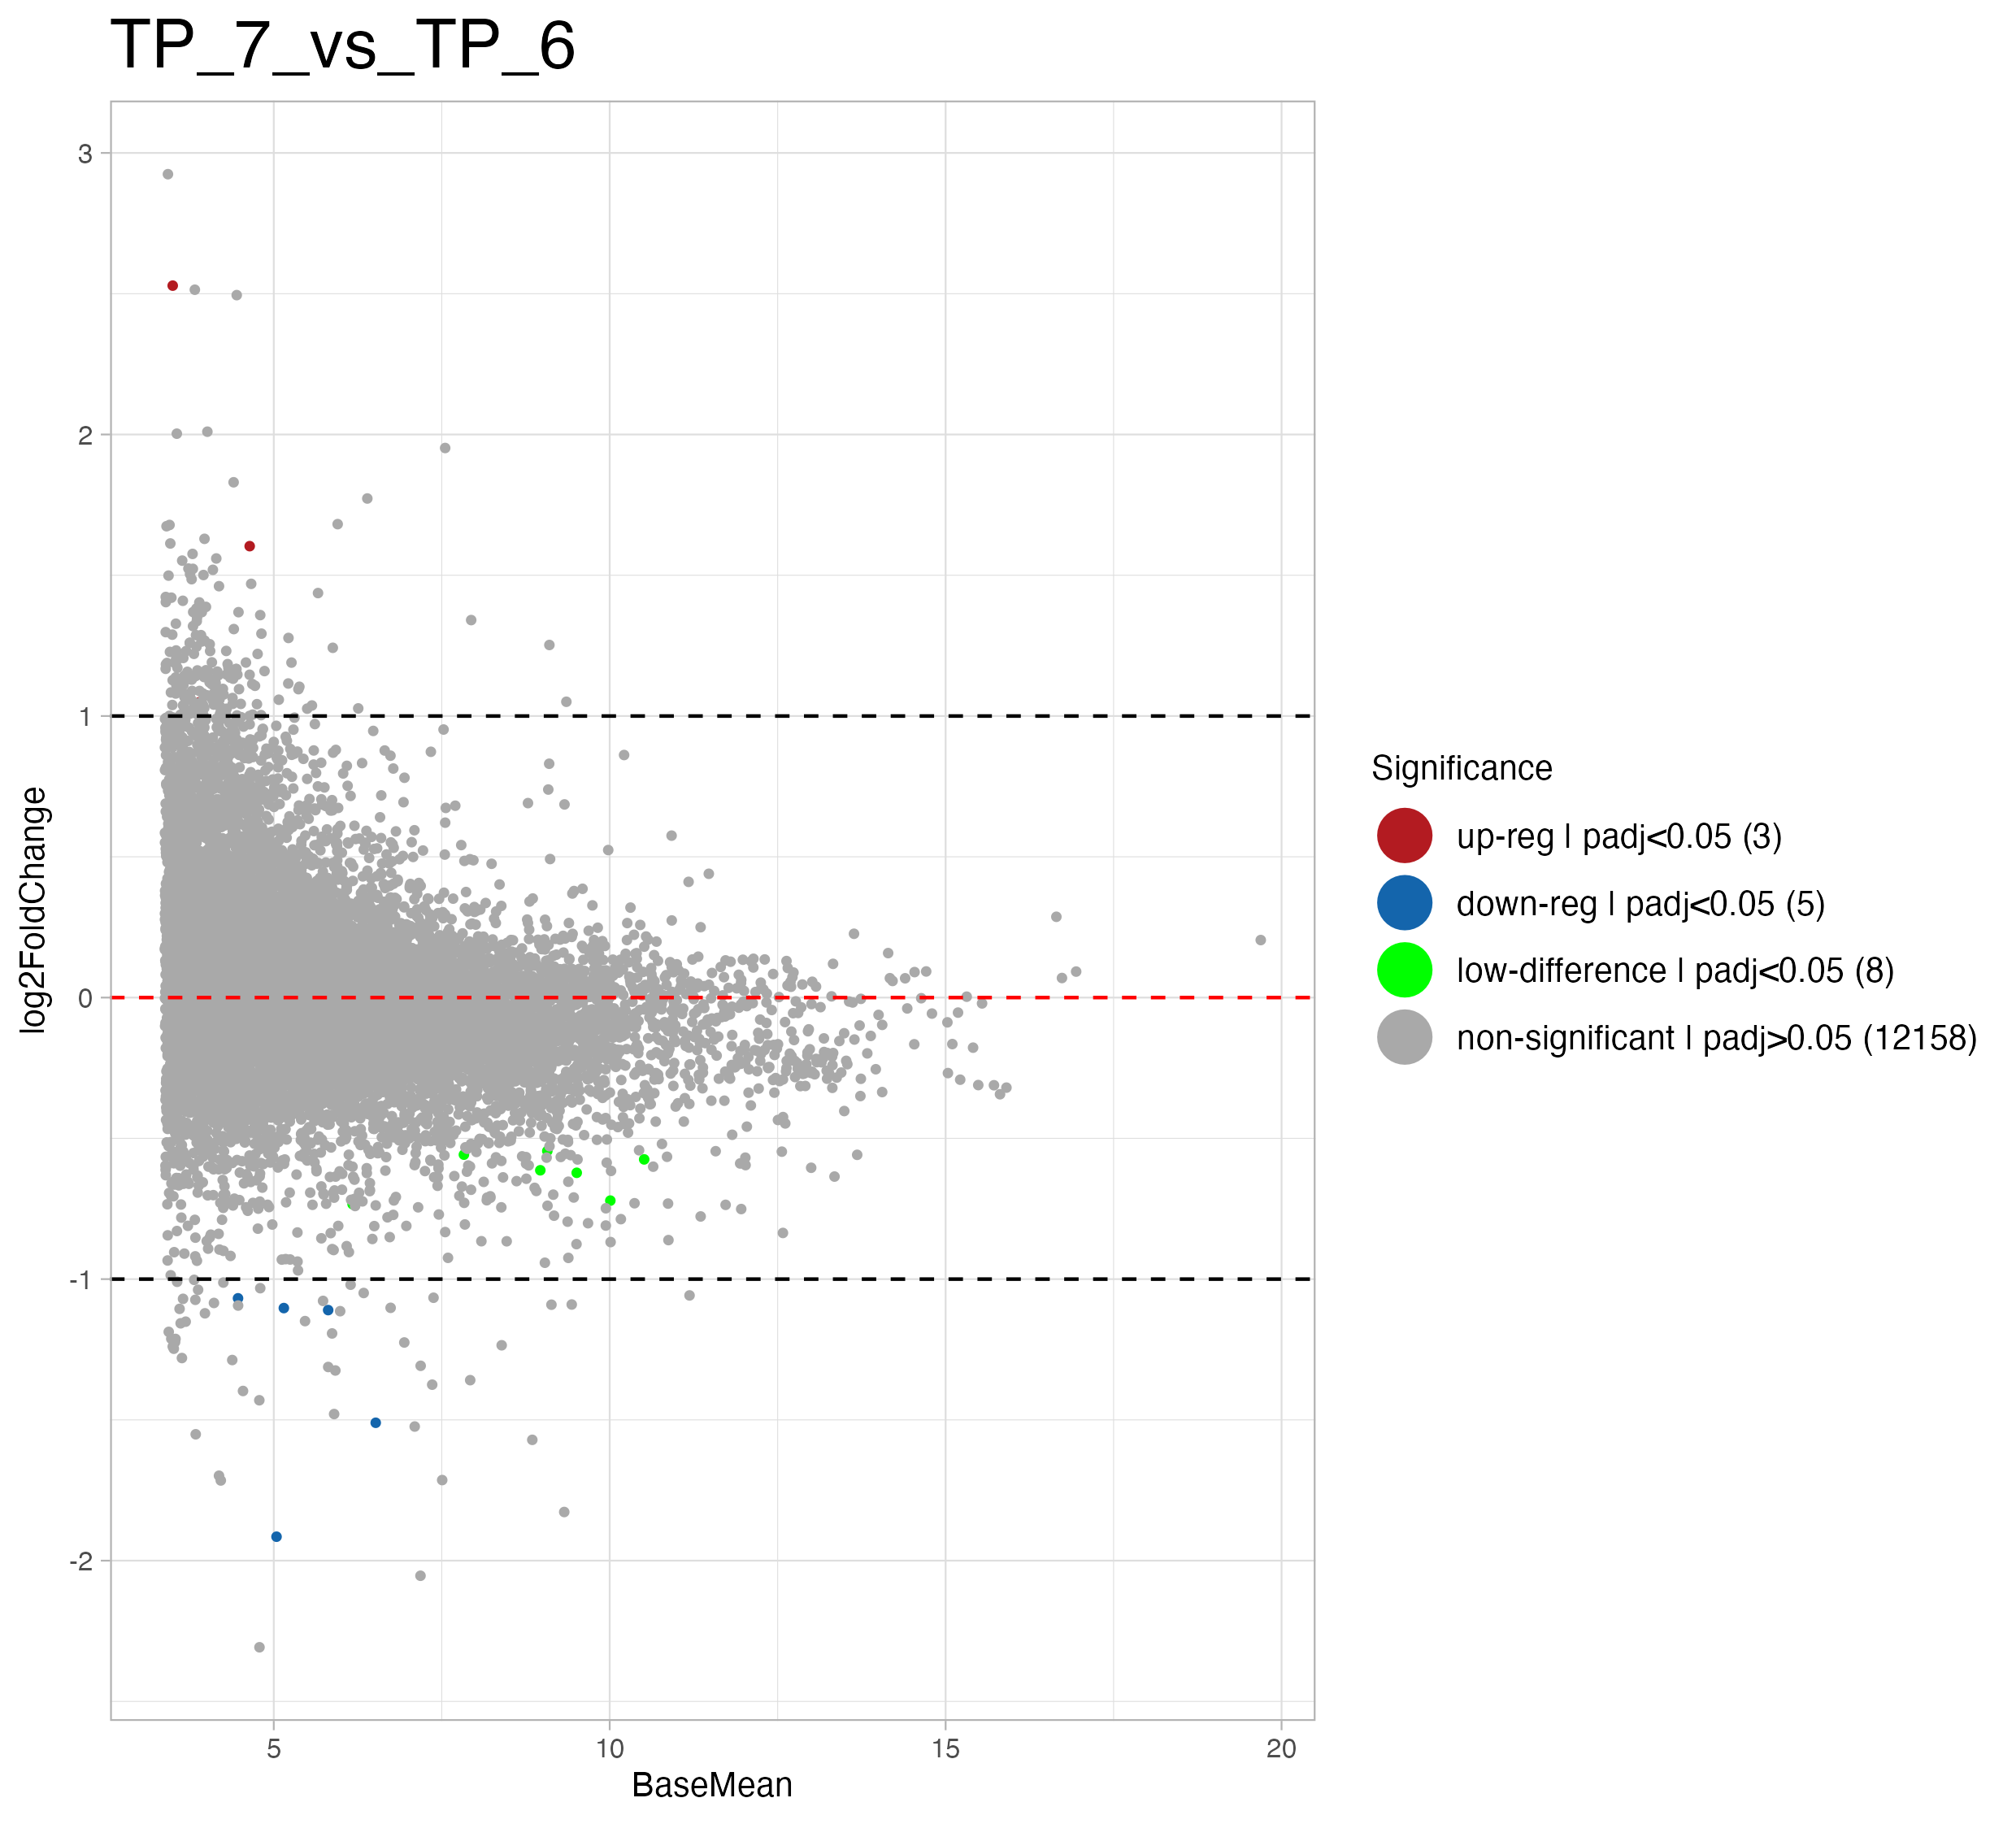 TP_7_vs_TP_6
3
2
1
0
-1
-2
log2FoldChange
5
10
15
20
BaseMean
Significance
up-reg | padj<0.05 (3)
down-reg | padj<0.05 (5)
low-difference | padj<0.05 (8)
non-significant | padj>0.05 (12158)